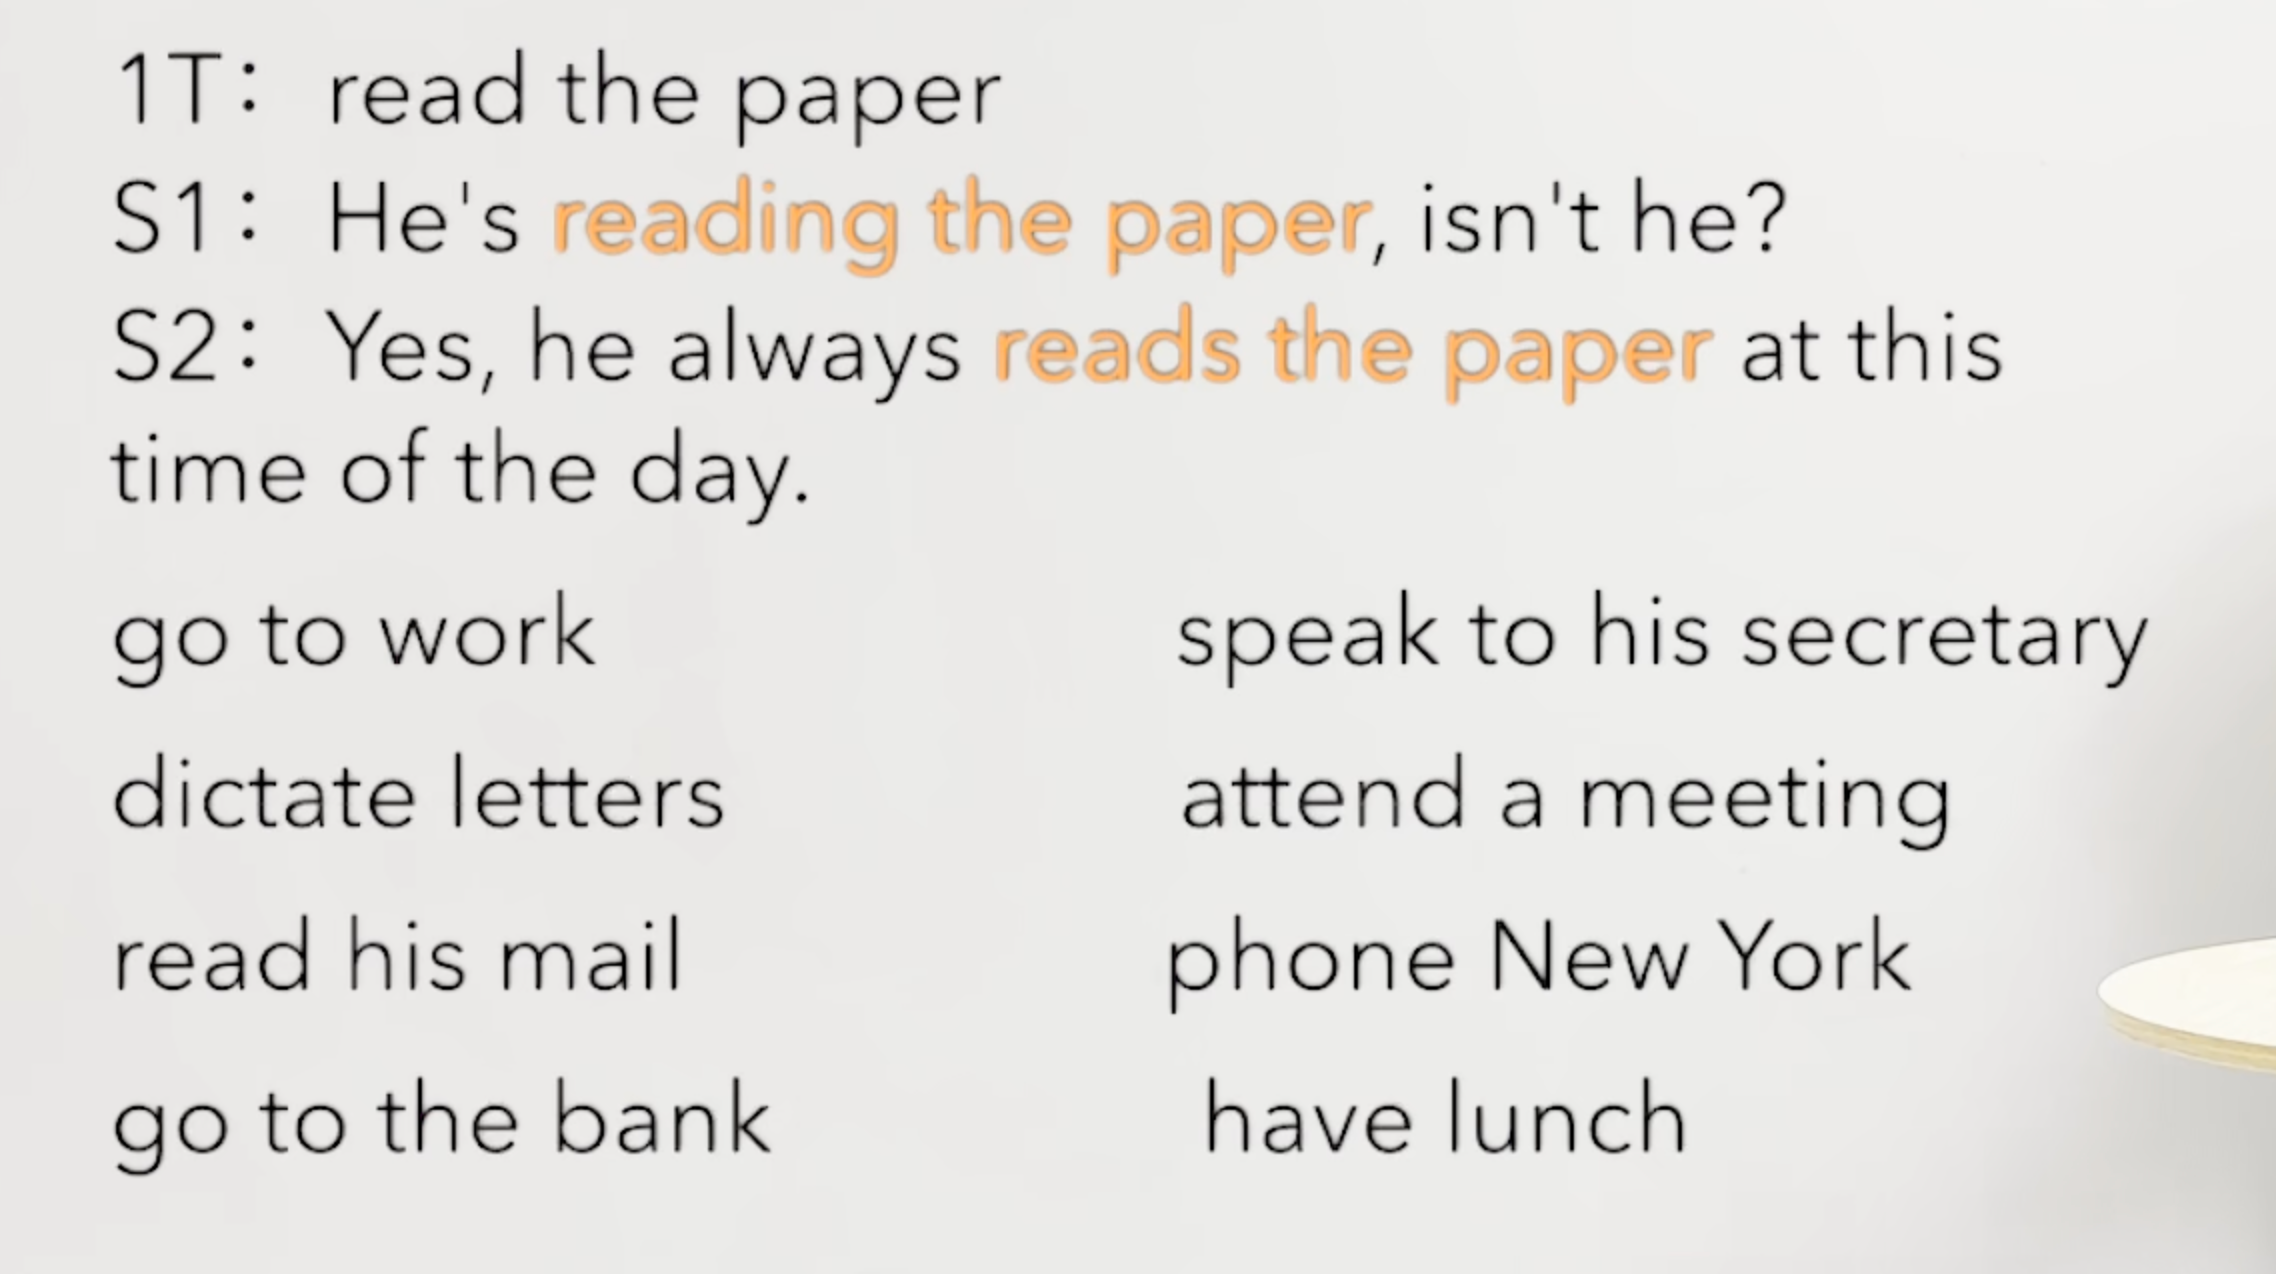 1T: read the paper
S1: He's reading the paper, isn't he?
S2: Yes, he always reads the paper at this
time of the day.
go to work
speak to his secretary
dictate letters
attend a meeting
read his mail
phone New York
go to the bank
have lunch